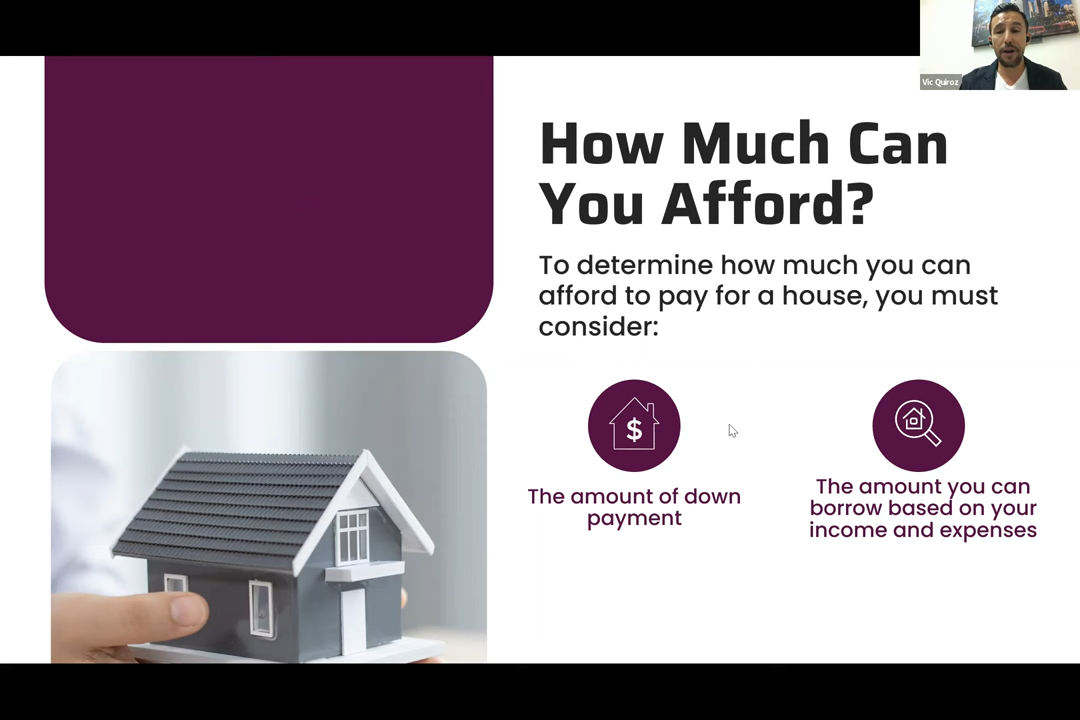 Vic Quiroz
How Much Can
You Afford?
To determine how much you can
afford to pay for a house, you must
consider:
$
The amount of down
payment
The amount you can
borrow based on your
income and expenses